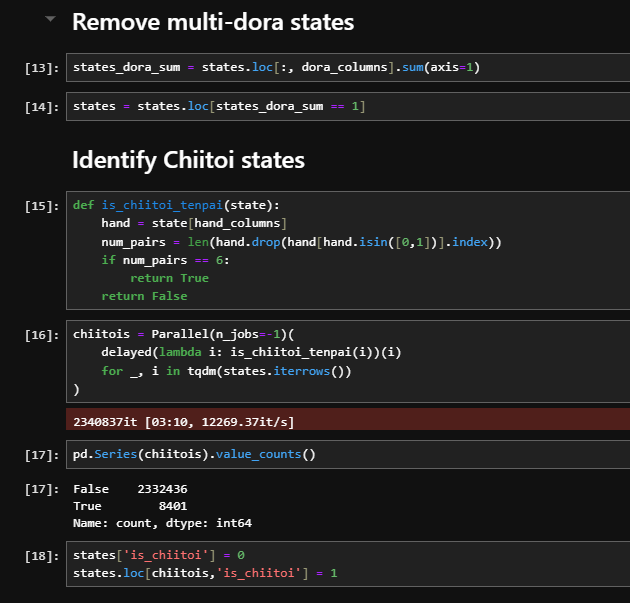 Remove multi-dora states
[13]: states_dora_sum = states.loc[:, dora_columns].sum(axis=1)
[14]: states = states.loc[states_dora_sum == 1]
Identify Chiitoi states
[15]: def is_chiitoi_tenpai(state):
    hand = state[hand_columns]
    num_pairs = len(hand.drop(hand[hand.isin([0,1])].index))
    if num_pairs == 6:
        return True
    return False
[16]: chiitois = Parallel(n_jobs=-1)(
    delayed(lambda i: is_chiitoi_tenpai(i))(i)
    for _, i in tqdm(states.iterrows())
)
2340837it [03:10, 12269.37it/s]
[17]: pd.Series(chiitois).value_counts()
[17]: False    2332436
True        8401
Name: count, dtype: int64
[18]: states['is_chiitoi'] = 0
states.loc[chiitois,'is_chiitoi'] = 1